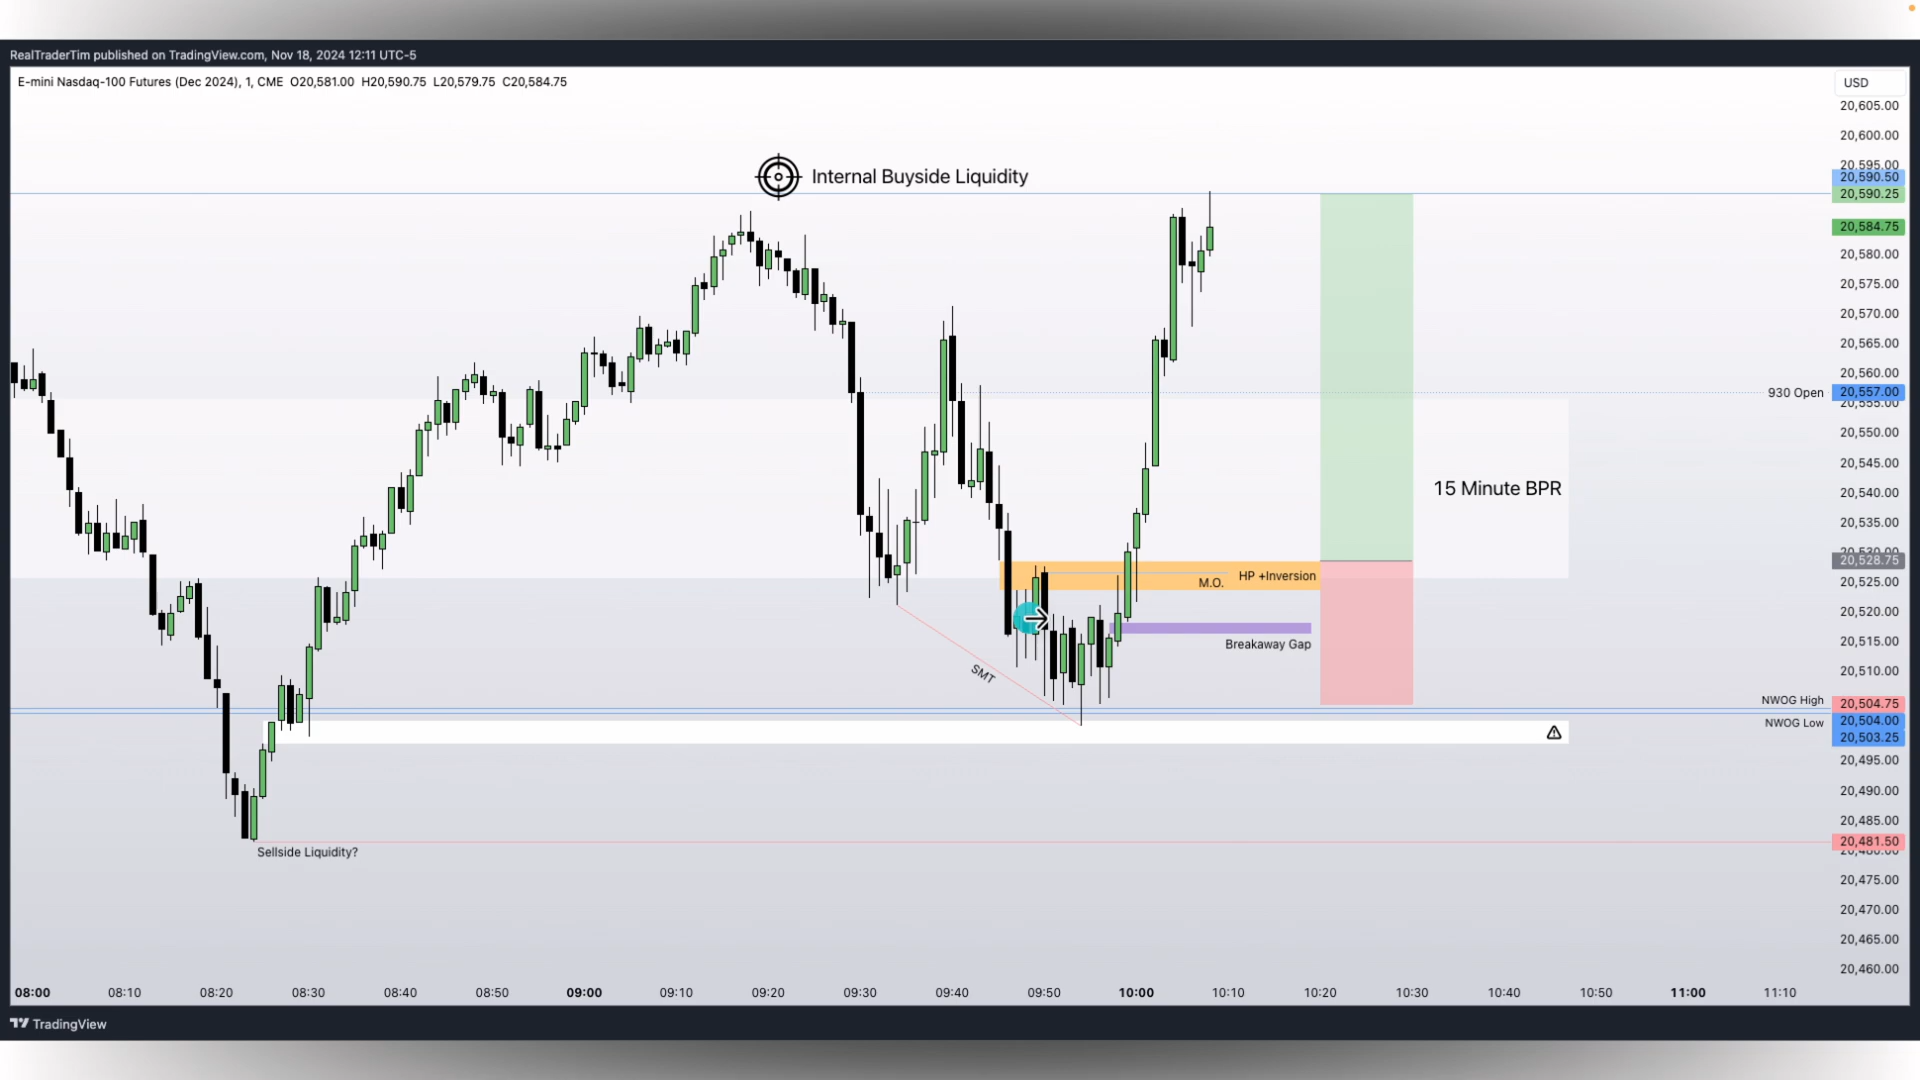 RealTraderTim published on TradingView.com, Nov 18, 2024 12:11 UTC-5
E-mini Nasdaq-100 Futures (Dec 2024), 1, CME O20,581.00 H20,590.75 L20,579.75 C20,584.75
USD
20,605.00
20,600.00
20,595.00
Internal Buyside Liquidity
20,590.50
20,590.25
20,584.75
20,580.00
20,575.00
20,570.00
20,565.00
20,560.00
930 Open
20,557.00
20,555.00
20,550.00
20,545.00
15 Minute BPR
20,540.00
20,535.00
20,530.00
20,528.75
HP +Inversion
M.O.
20,525.00
20,520.00
20,515.00
Breakaway Gap
SMT
20,510.00
NWOG High
20,504.75
20,504.00
NWOG Low
20,503.25
20,495.00
20,490.00
20,485.00
20,481.50
Sellside Liquidity?
20,480.00
20,475.00
20,470.00
20,465.00
20,460.00
08:00 08:10 08:20 08:30 08:40 08:50 09:00 09:10 09:20 09:30 09:40 09:50 10:00 10:10 10:20 10:30 10:40 10:50 11:00 11:10
TradingView